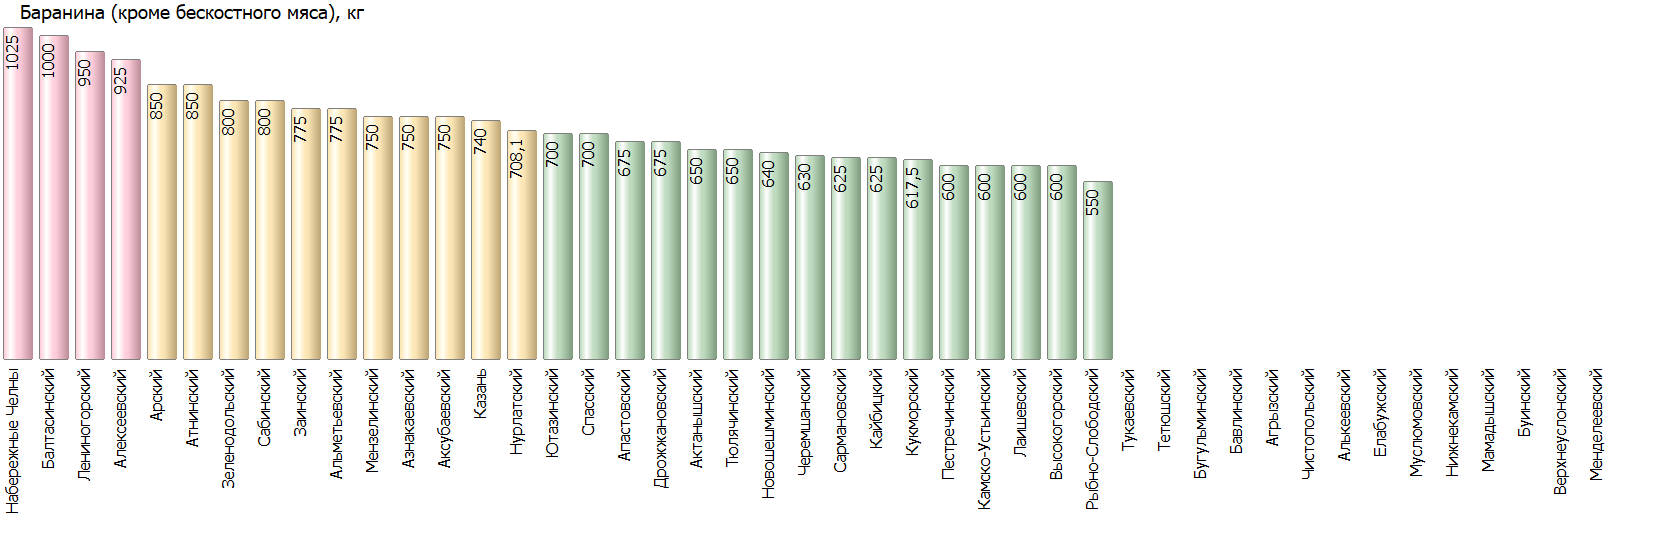 Баранина (кроме бескостного мяса), кг
1025
1000
950
925
850
850
800
800
775
775
750
750
750
740
708,1
700
700
675
675
650
650
640
630
625
625
617,5
600
600
600
600
550
Набережные Челны
Балтасинский
Лениногорский
Алексеевский
Арский
Атнинский
Зеленодольский
Сабинский
Заинский
Альметьевский
Мензелинский
Азнакаевский
Аксубаевский
Казань
Нурлатский
Ютазинский
Спасский
Апастовский
Дрожжановский
Актанышский
Тюлячинский
Новошешминский
Черемшанский
Сармановский
Кайбицкий
Кукморский
Пестречинский
Камско-Устьинский
Лаишевский
Высокогорский
Рыбно-Слободский
Тукаевский
Тетюшский
Бугульминский
Бавлинский
Агрызский
Чистопольский
Алькеевский
Елабужский
Муслюмовский
Нижнекамский
Мамадышский
Буинский
Верхнеуслонский
Менделеевский